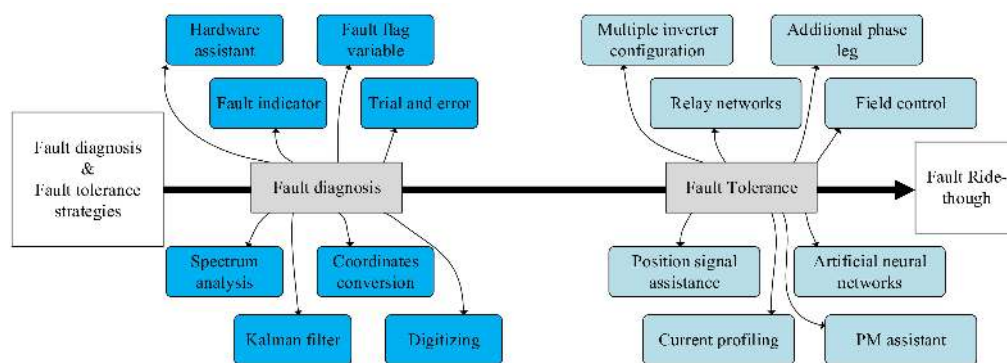 Hardware
assistant
Fault flag
variable
Multiple inverter
configuration
Additional phase
leg
Fault indicator
Trial and error
Relay networks
Field control
Fault diagnosis
&
Fault tolerance
strategies
Fault diagnosis
Fault Tolerance
Fault Ride-
though
Spectrum
analysis
Coordinates
conversion
Position signal
assistance
Artificial neural
networks
Kalman filter
Digitizing
Current profiling
PM assistant